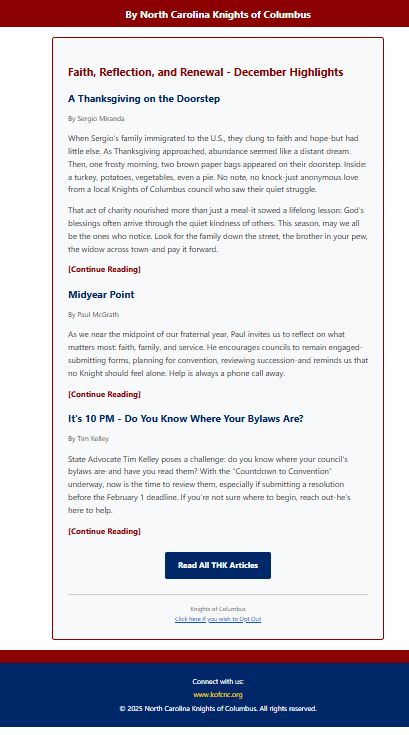 By North Carolina Knights of Columbus
Faith, Reflection, and Renewal - December Highlights
A Thanksgiving on the Doorstep
By Sergio Miranda
When Sergio's family immigrated to the U.S., they clung to faith and hope-but had
little else. As Thanksgiving approached, abundance seemed like a distant dream.
Then, one frosty morning, two brown paper bags appeared on their doorstep. Inside:
a turkey, potatoes, vegetables, even a pie. No note, no knock-just anonymous love
from a local Knights of Columbus council who saw their quiet struggle.
That act of charity nourished more than just a meal-it sowed a lifelong lesson: God's
blessings often arrive through the quiet kindness of others. This season, may we all
be the ones who notice. Look for the family down the street, the brother in your pew,
the widow across town-and pay it forward.
[Continue Reading]
Midyear Point
By Paul McGrath
As we near the midpoint of our fraternal year, Paul invites us to reflect on what
matters most: faith, family, and service. He encourages councils to remain engaged-
submitting forms, planning for convention, reviewing succession-and reminds us that
no Knight should feel alone. Help is always a phone call away.
[Continue Reading]
It's 10 PM - Do You Know Where Your Bylaws Are?
By Tim Kelley
State Advocate Tim Kelley poses a challenge: do you know where your council's
bylaws are-and have you read them? With the "Countdown to Convention"
underway, now is the time to review them, especially if submitting a resolution
before the February 1 deadline. If you're not sure where to begin, reach out-he's
here to help.
[Continue Reading]
Read All THK Articles
Knights of Columbus
Click here if you wish to Opt Out
Connect with us:
www.kofcnc.org
© 2025 North Carolina Knights of Columbus. All rights reserved.